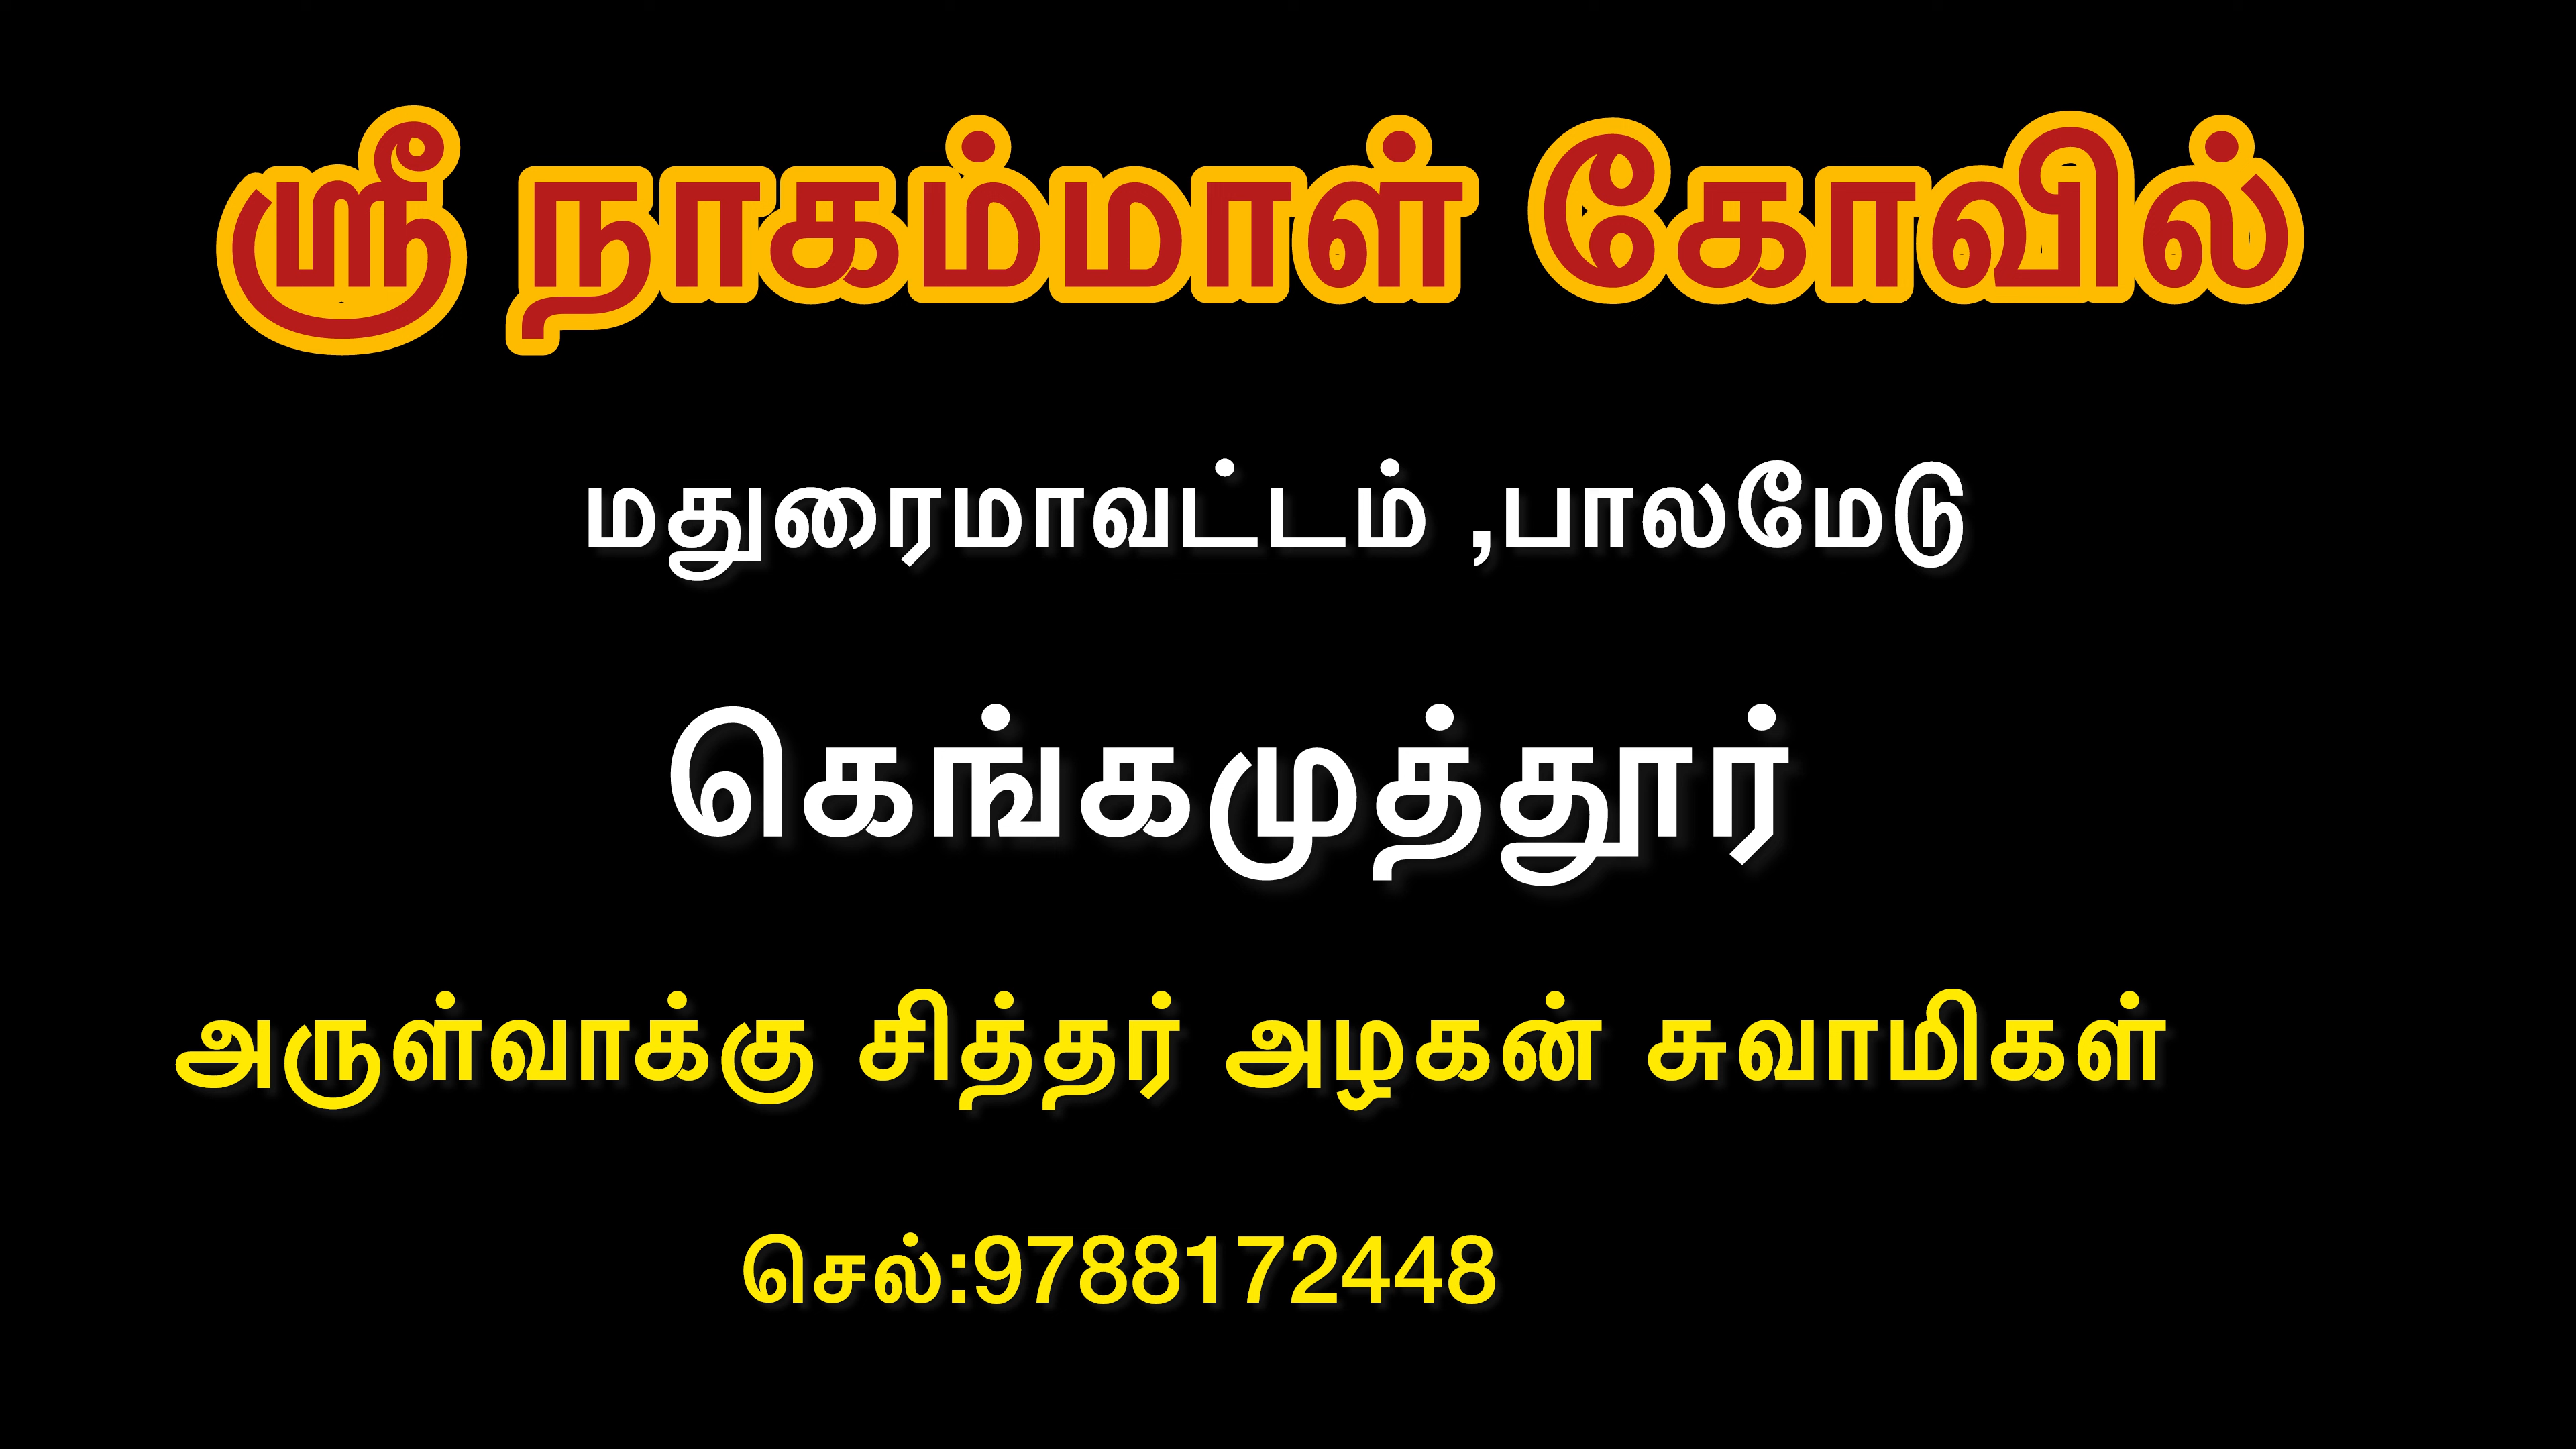 ஸ்ரீ நாகம்மாள் கோவில்
மதுரைமாவட்டம் ,பாலமேடு
கெங்கமுத்தூர்
அருள்வாக்கு சித்தர் அழகன் சுவாமிகள்
செல்:9788172448